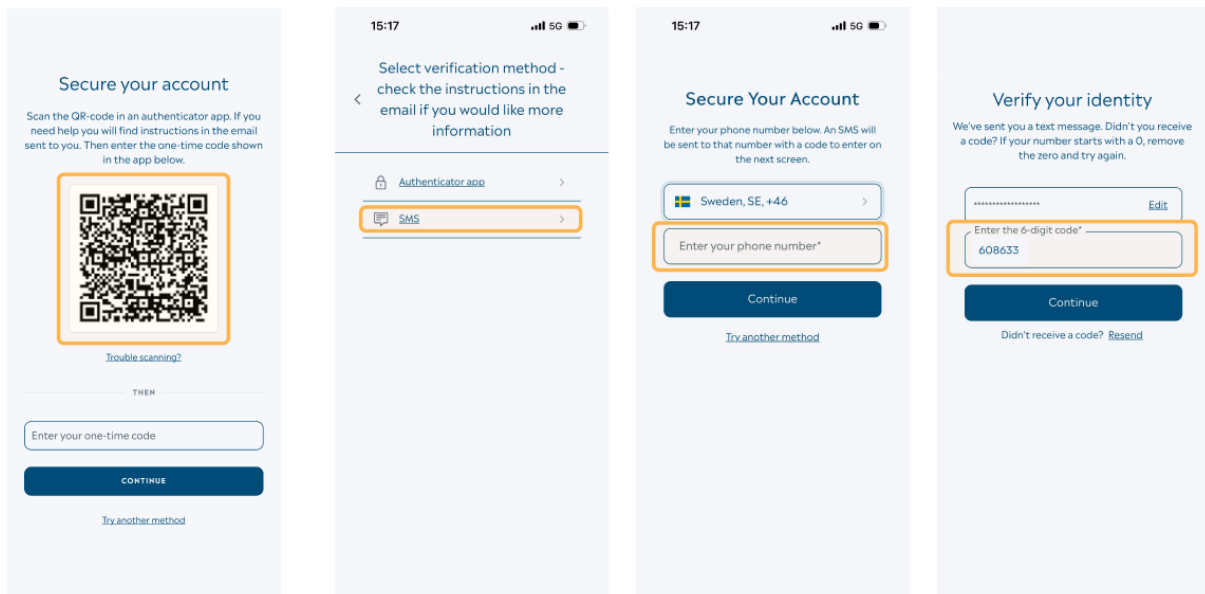 Secure your account
Scan the QR-code in an authenticator app. If you
need help you will find instructions in the email
sent to you. Then enter the one-time code shown
in the app below.
Trouble scanning?
THEN
Enter your one-time code
CONTINUE
Try another method
15:17
5G
Select verification method -
check the instructions in the
email if you would like more
information
Authenticator app
SMS
15:17
5G
Secure Your Account
Enter your phone number below. An SMS will
be sent to that number with a code to enter on
the next screen.
Sweden, SE, +46
Enter your phone number*
Continue
Try another method
Verify your identity
We've sent you a text message. Didn't you receive
a code? If your number starts with a 0, remove
the zero and try again.
••••••••••••••••••
Edit
Enter the 6-digit code*
608633
Continue
Didn't receive a code? Resend